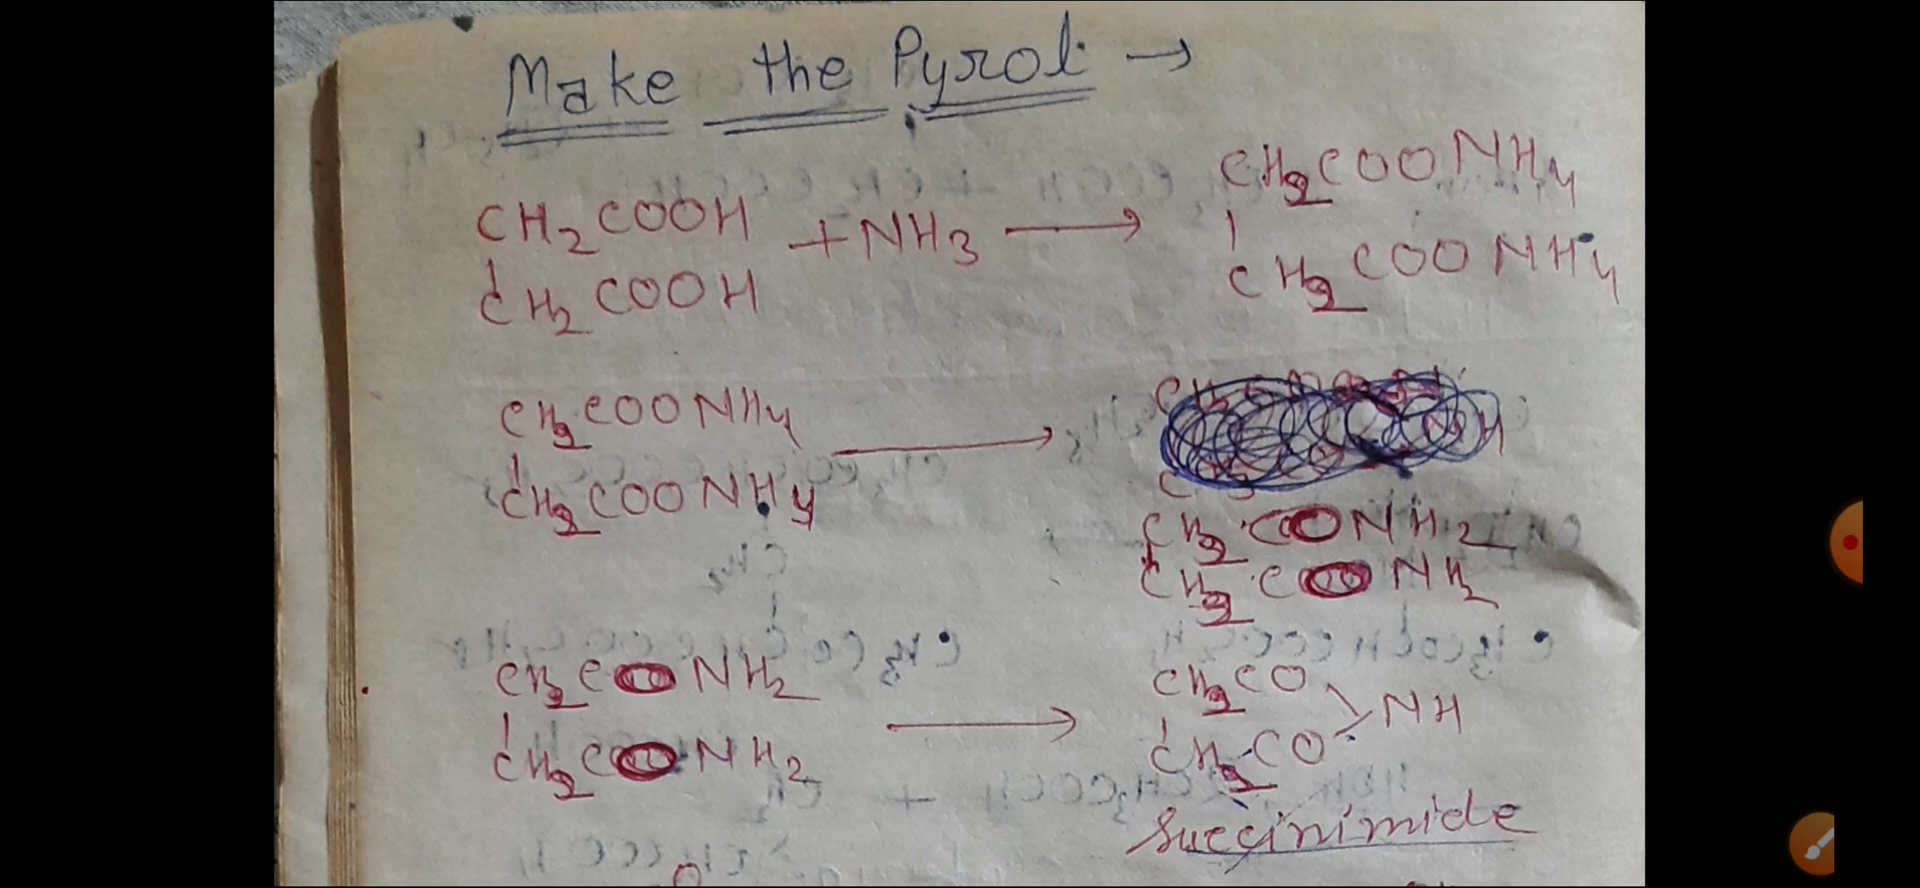 Make the Pyrol →
CH2COOH + NH3 → CH2COONH4
CH2COOH CH2COONH4
CH2COONH4 →
CH2COONH4 CH2CONH2
CH2CONH2
CH2CONH2 → CH2CO
NH
CH2CONH2 CH2CO
Succinimide